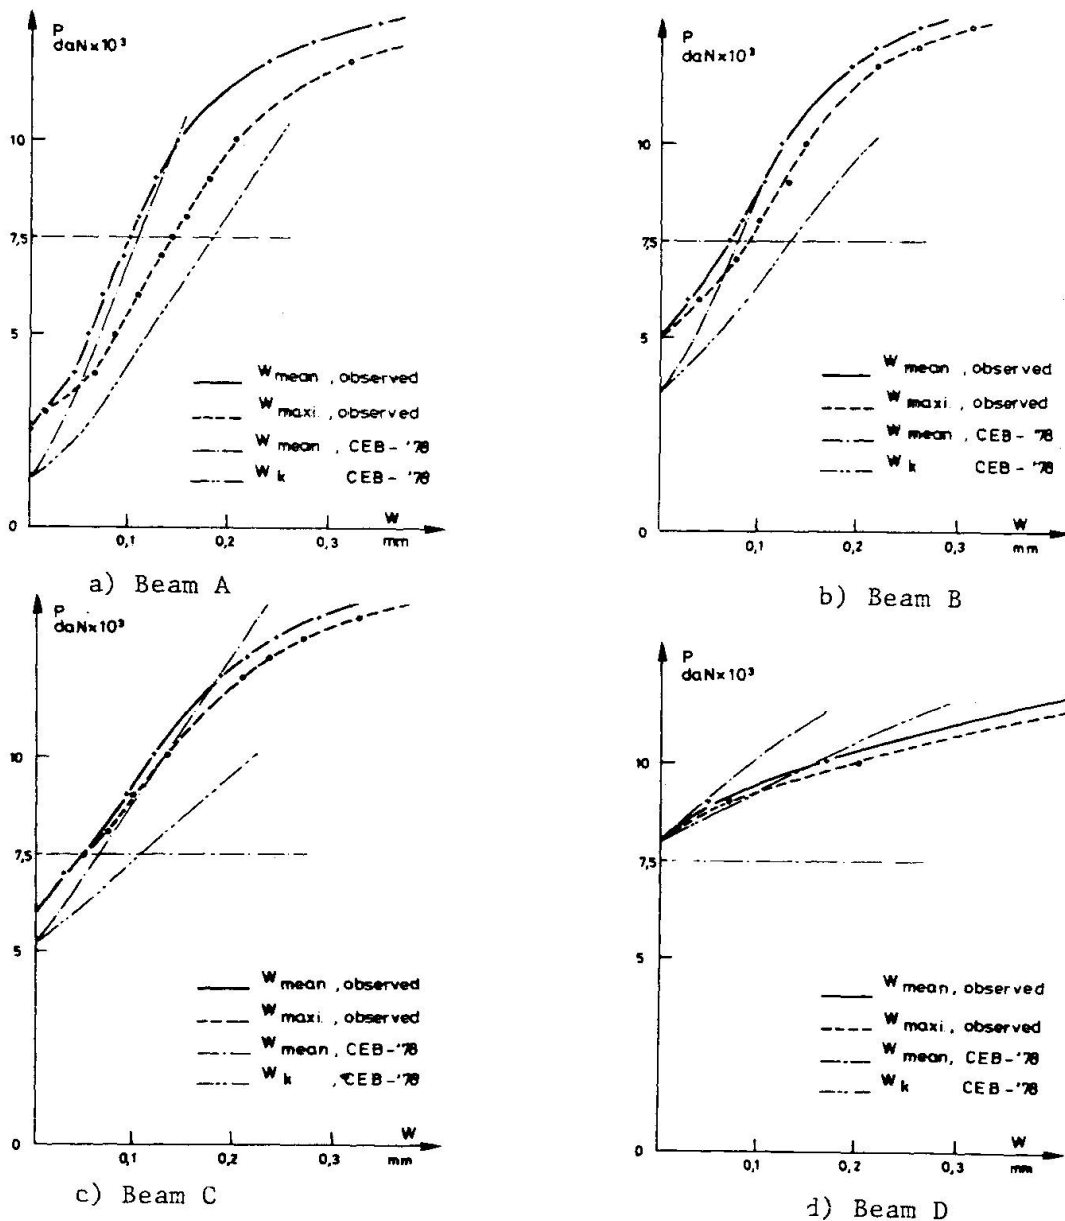 P
daN×10³
10
7,5
5
0
W mean , observed
W maxi. , observed
W mean , CEB - '78
W k CEB - '78
0,1 0,2 0,3
W
mm
a) Beam A
P
daN×10³
10
7,5
5
0
W mean , observed
W maxi. , observed
W mean , CEB - '78
W k CEB - '78
0,1 0,2 0,3
W
mm
b) Beam B
P
daN×10³
10
7,5
5
0
W mean , observed
W maxi. , observed
W mean , CEB - '78
W k , CEB - '78
0,1 0,2 0,3
W
mm
c) Beam C
P
daN×10³
10
7,5
5
0
W mean, observed
W maxi., observed
W mean, CEB - '78
W k CEB - '78
0,1 0,2 0,3
W
mm
d) Beam D